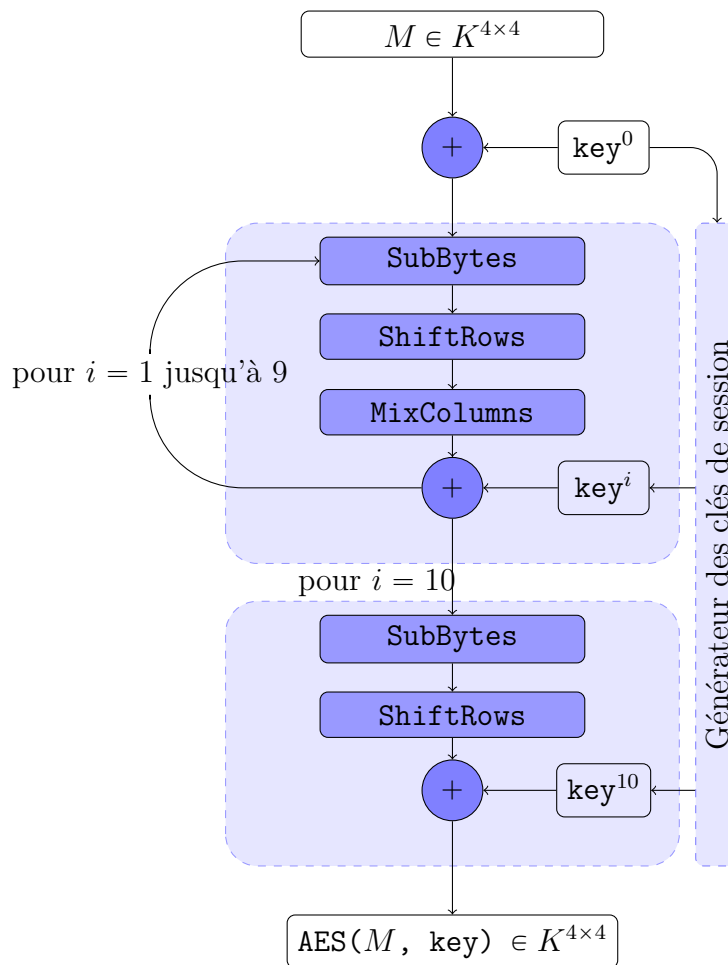 M ∈ K^{4×4}
+
key^0
SubBytes
ShiftRows
pour i = 1 jusqu'à 9
MixColumns
+
key^i
Générateur des clés de session
pour i = 10
SubBytes
ShiftRows
+
key^{10}
AES(M, key) ∈ K^{4×4}